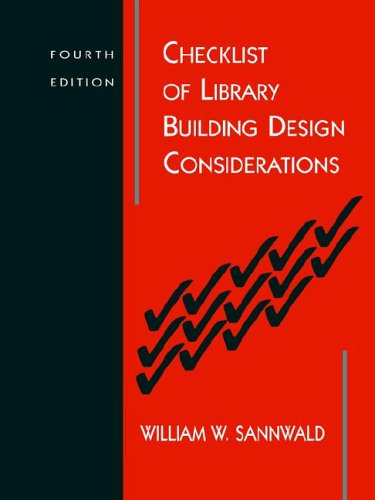 FOURTH
EDITION
CHECKLIST
OF LIBRARY
BUILDING DESIGN
CONSIDERATIONS
WILLIAM W. SANNWALD